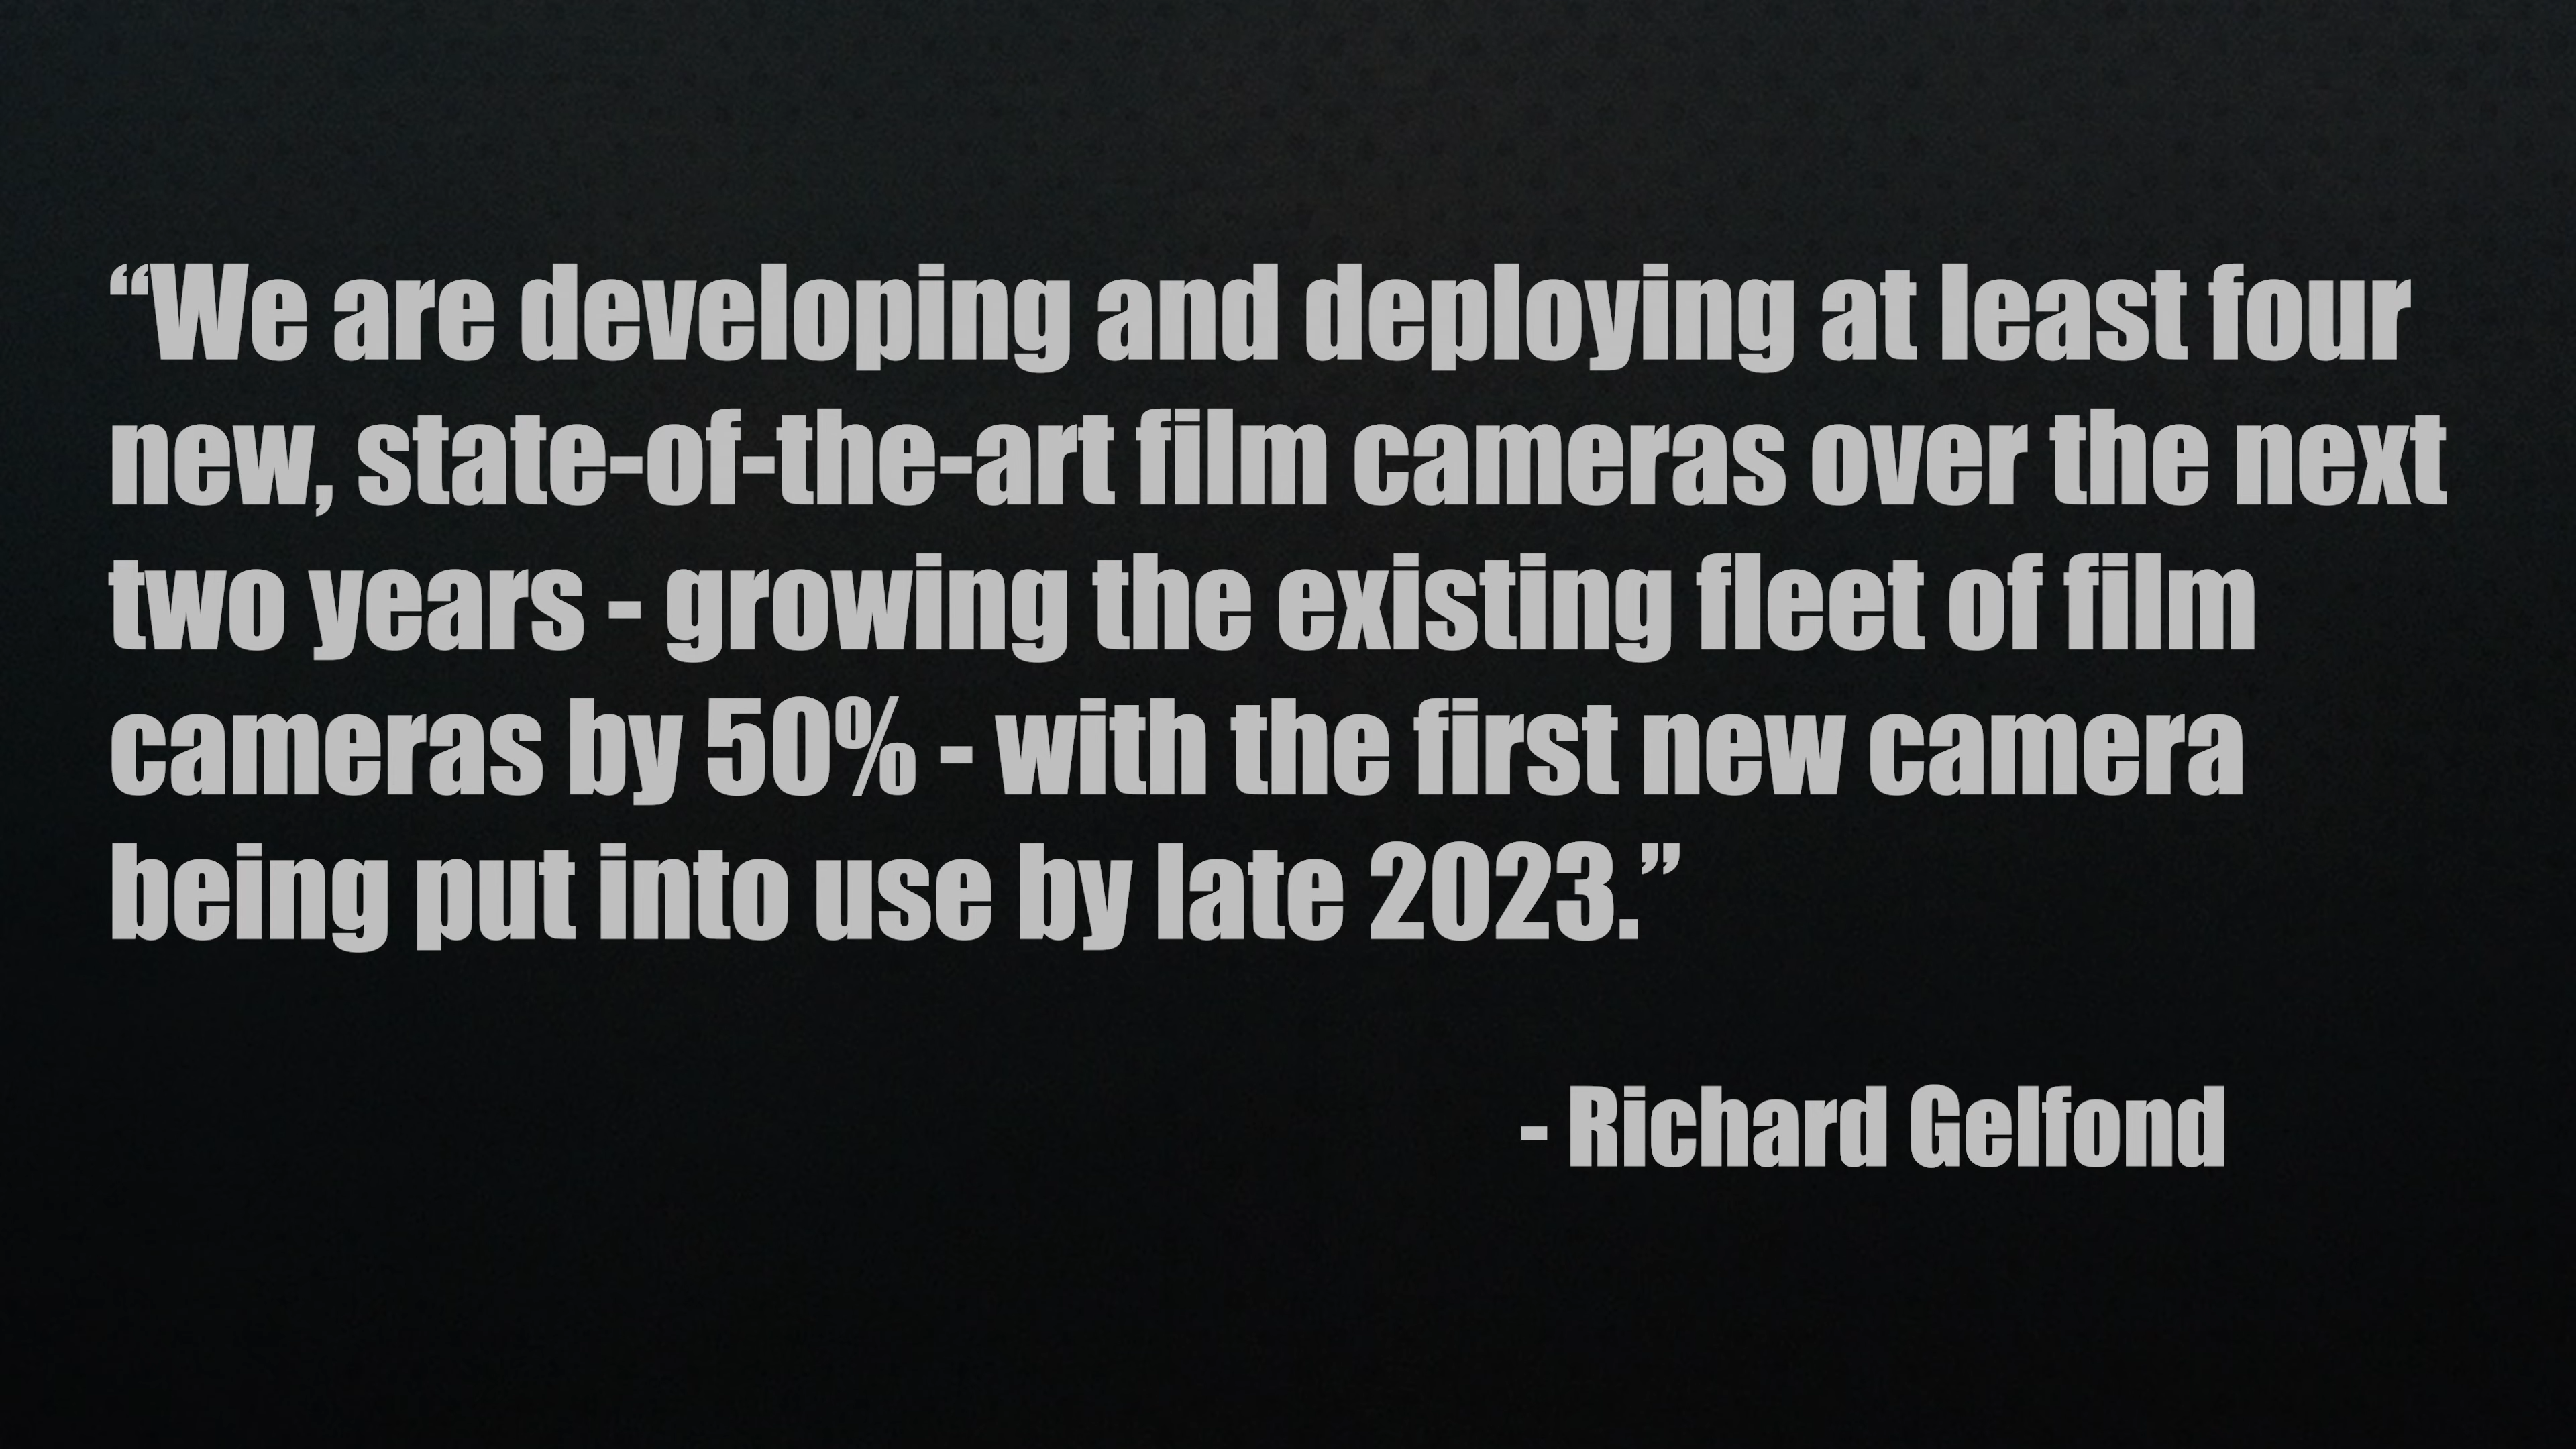 “We are developing and deploying at least four
new, state-of-the-art film cameras over the next
two years - growing the existing fleet of film
cameras by 50% - with the first new camera
being put into use by late 2023.”
- Richard Gelfond